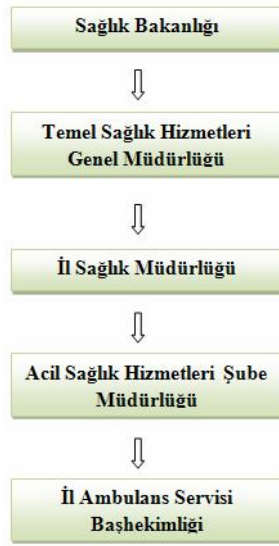 Sağlık Bakanlığı
Temel Sağlık Hizmetleri
Genel Müdürlüğü
İl Sağlık Müdürlüğü
Acil Sağlık Hizmetleri Şube
Müdürlüğü
İl Ambulans Servisi
Başhekimliği